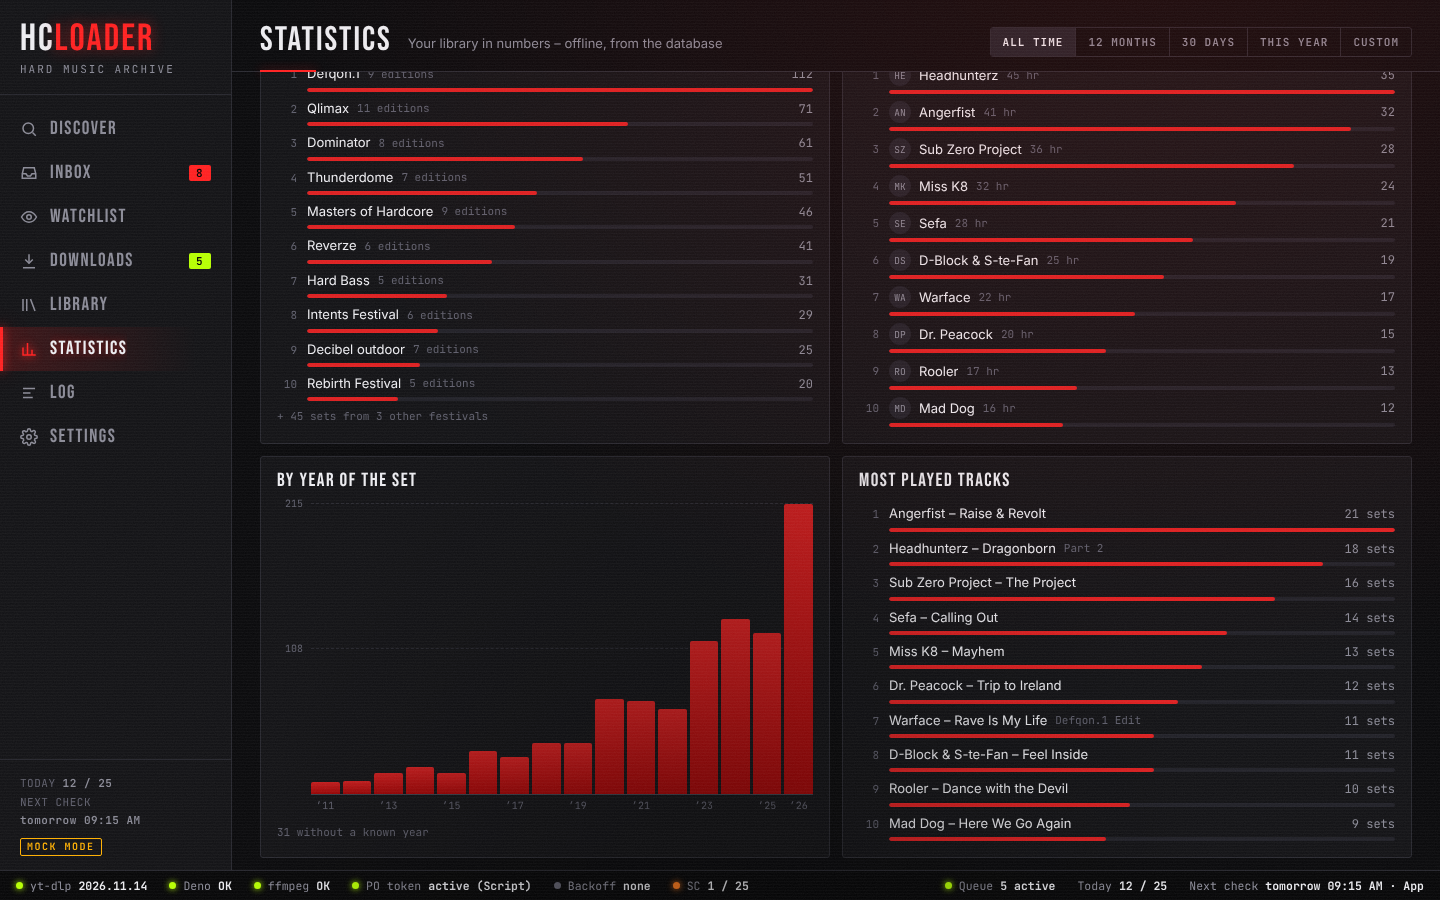 HCLOADER
HARD MUSIC ARCHIVE
DISCOVER
INBOX 8
WATCHLIST
DOWNLOADS 5
LIBRARY
STATISTICS
LOG
SETTINGS
TODAY 12 / 25
NEXT CHECK
tomorrow 09:15 AM
MOCK MODE
STATISTICS Your library in numbers – offline, from the database
ALL TIME 12 MONTHS 30 DAYS THIS YEAR CUSTOM
1 Defqon.1 9 editions 112
2 Qlimax 11 editions 71
3 Dominator 8 editions 61
4 Thunderdome 7 editions 51
5 Masters of Hardcore 9 editions 46
6 Reverze 6 editions 41
7 Hard Bass 5 editions 31
8 Intents Festival 6 editions 29
9 Decibel outdoor 7 editions 25
10 Rebirth Festival 5 editions 20
+ 45 sets from 3 other festivals
1 HE Headhunterz 45 hr 35
2 AN Angerfist 41 hr 32
3 SZ Sub Zero Project 36 hr 28
4 MK Miss K8 32 hr 24
5 SE Sefa 28 hr 21
6 DS D-Block & S-te-Fan 25 hr 19
7 WA Warface 22 hr 17
8 DP Dr. Peacock 20 hr 15
9 RO Rooler 17 hr 13
10 MD Mad Dog 16 hr 12
BY YEAR OF THE SET
215
108
'11 '13 '15 '17 '19 '21 '23 '25 '26
31 without a known year
MOST PLAYED TRACKS
1 Angerfist – Raise & Revolt 21 sets
2 Headhunterz – Dragonborn Part 2 18 sets
3 Sub Zero Project – The Project 16 sets
4 Sefa – Calling Out 14 sets
5 Miss K8 – Mayhem 13 sets
6 Dr. Peacock – Trip to Ireland 12 sets
7 Warface – Rave Is My Life Defqon.1 Edit 11 sets
8 D-Block & S-te-Fan – Feel Inside 11 sets
9 Rooler – Dance with the Devil 10 sets
10 Mad Dog – Here We Go Again 9 sets
yt-dlp 2026.11.14 Deno OK ffmpeg OK PO token active (Script) Backoff none SC 1 / 25 Queue 5 active Today 12 / 25 Next check tomorrow 09:15 AM · App